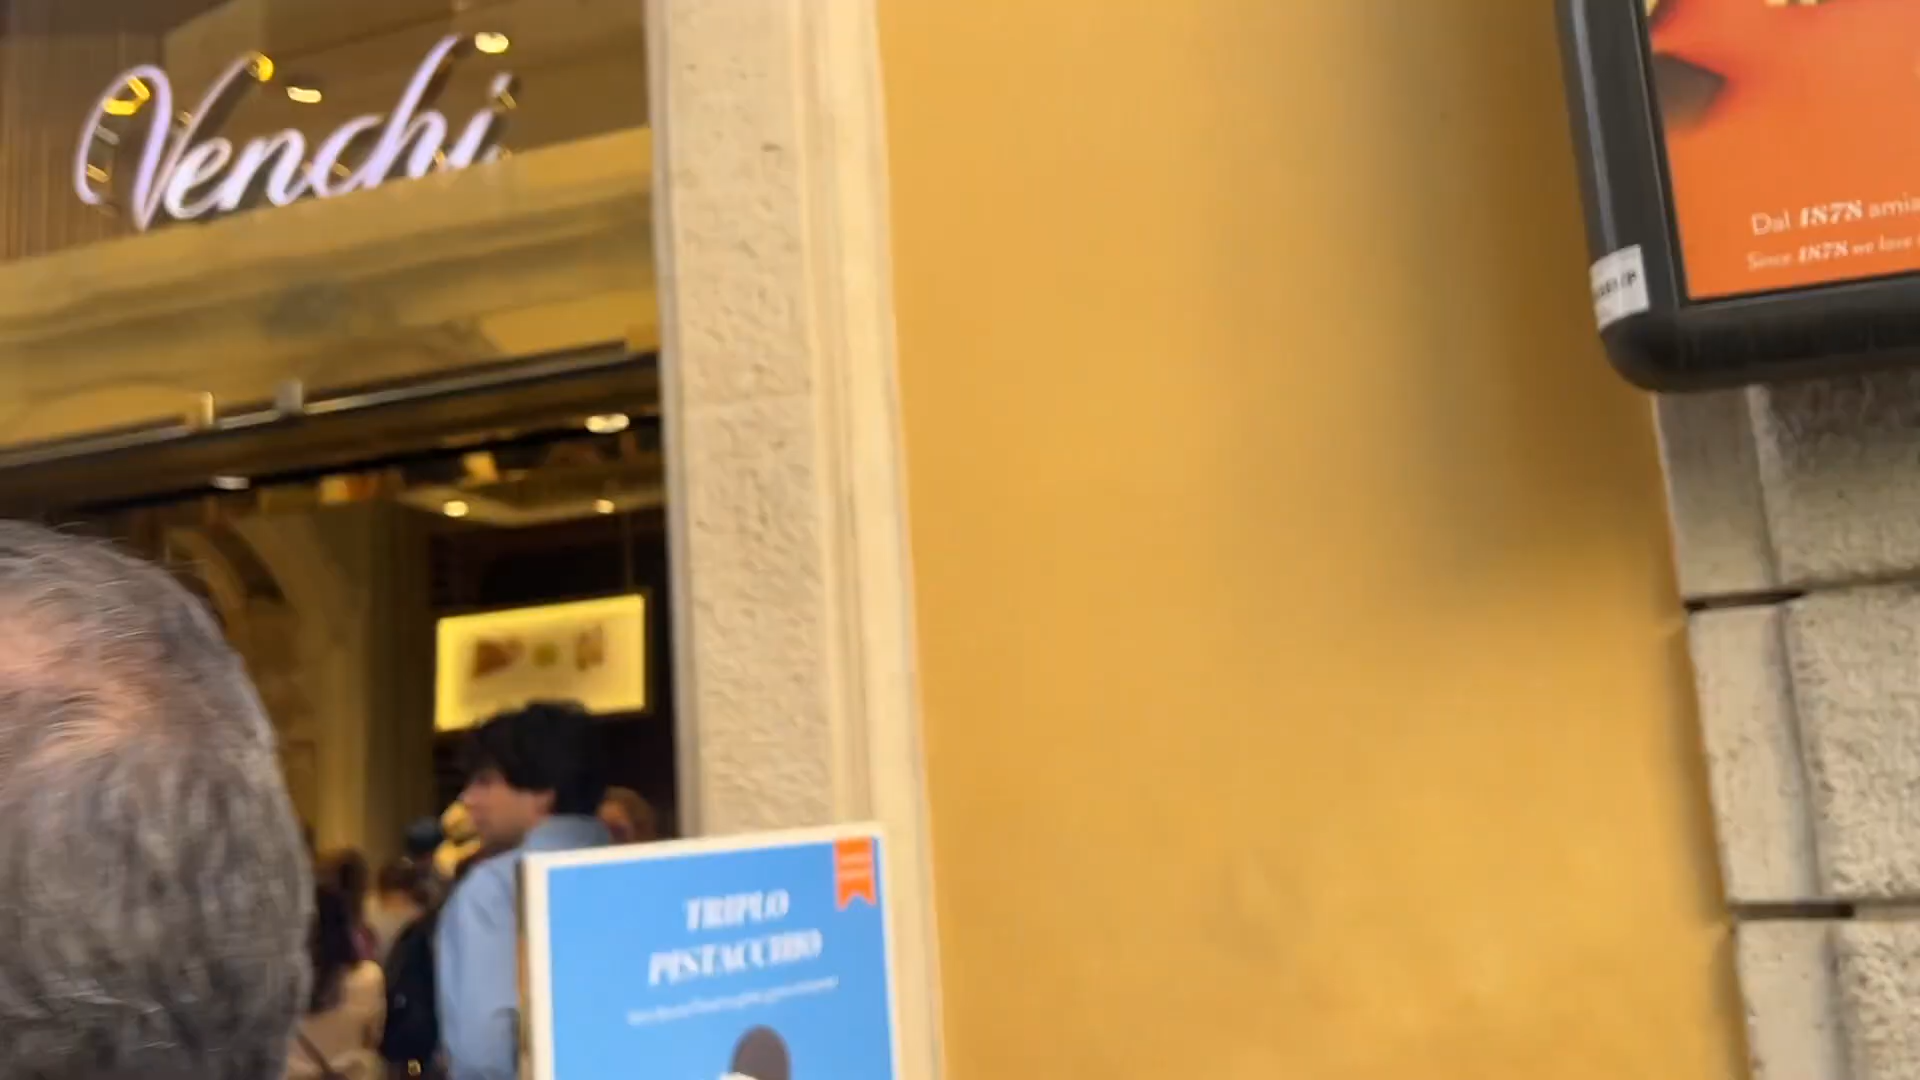 Venchi
Dal 1878 amia
Since 1878 we love
TRIPLO
PISTACCHIO